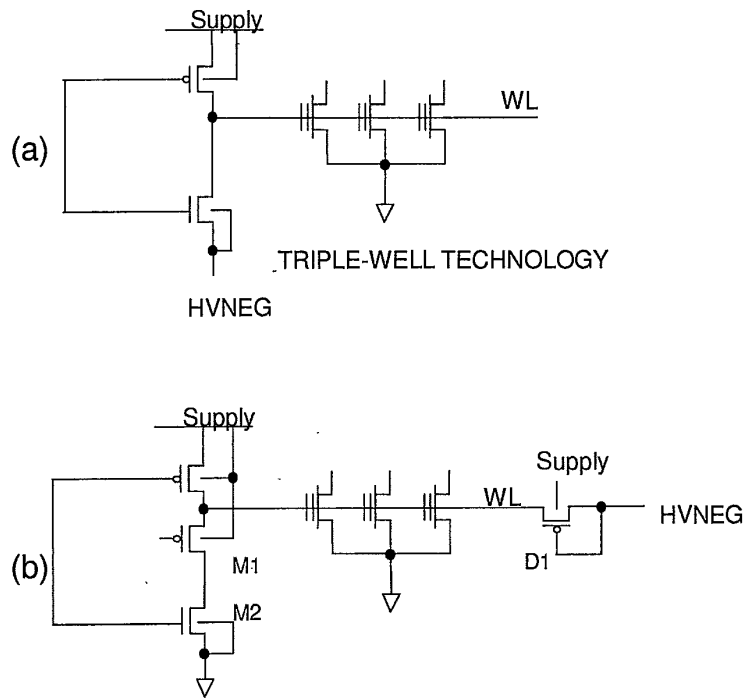 Supply
(a)
WL
TRIPLE-WELL TECHNOLOGY
HVNEG
Supply
Supply
WL
HVNEG
D1
(b)
M1
M2